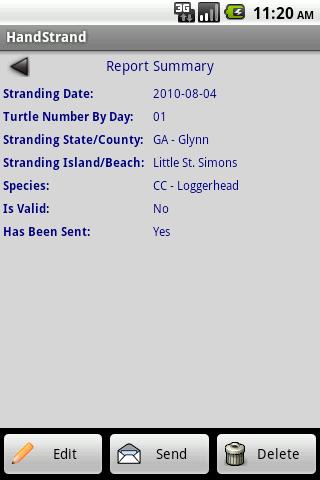 3G 11:20 AM
HandStrand
Report Summary
Stranding Date: 2010-08-04
Turtle Number By Day: 01
Stranding State/County: GA - Glynn
Stranding Island/Beach: Little St. Simons
Species: CC - Loggerhead
Is Valid: No
Has Been Sent: Yes
Edit Send Delete